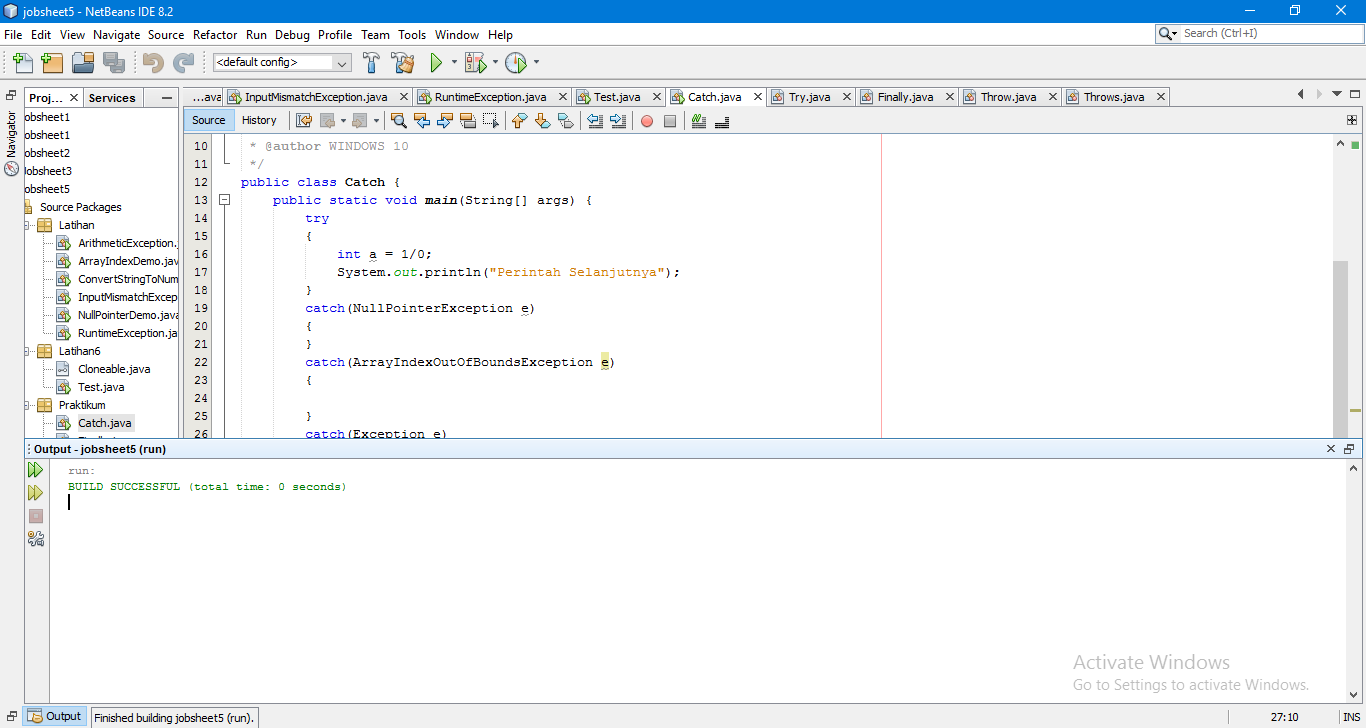 jobsheet5 - NetBeans IDE 8.2
File Edit View Navigate Source Refactor Run Debug Profile Team Tools Window Help
Search (Ctrl+I)
<default config>
Proj... Services
...ava InputMismatchException.java RuntimeException.java Test.java Catch.java Try.java Finally.java Throw.java Throws.java
Source History
Navigator
obsheet1
obsheet1
obsheet2
lobsheet3
obsheet5
Source Packages
Latihan
ArithmeticException.
ArrayIndexDemo.jav
ConvertStringToNum
InputMismatchExcep
NullPointerDemo.java
RuntimeException.ja
Latihan6
Cloneable.java
Test.java
Praktikum
Catch.java
10 * @author WINDOWS 10
11 */
12 public class Catch {
13 public static void main(String[] args) {
14 try
15 {
16 int a = 1/0;
17 System.out.println("Perintah Selanjutnya");
18 }
19 catch(NullPointerException e)
20 {
21 }
22 catch(ArrayIndexOutOfBoundsException e)
23 {
24
25 }
26 catch(Exception e)
Output - jobsheet5 (run)
run:
BUILD SUCCESSFUL (total time: 0 seconds)
Activate Windows
Go to Settings to activate Windows.
Output
Finished building jobsheet5 (run).
27:10
INS